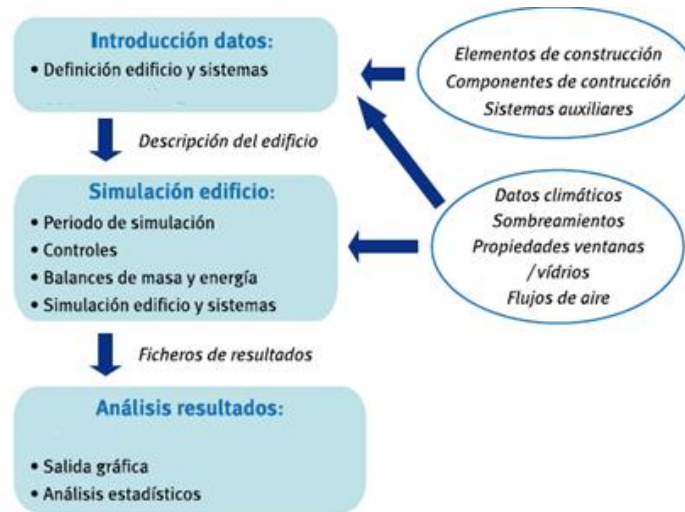 Introducción datos:
• Definición edificio y sistemas
Elementos de construcción
Componentes de contrucción
Sistemas auxiliares
Descripción del edificio
Simulación edificio:
• Periodo de simulación
• Controles
• Balances de masa y energía
• Simulación edificio y sistemas
Datos climáticos
Sombreamientos
Propiedades ventanas
/vídrios
Flujos de aire
Ficheros de resultados
Análisis resultados:
• Salida gráfica
• Análisis estadísticos